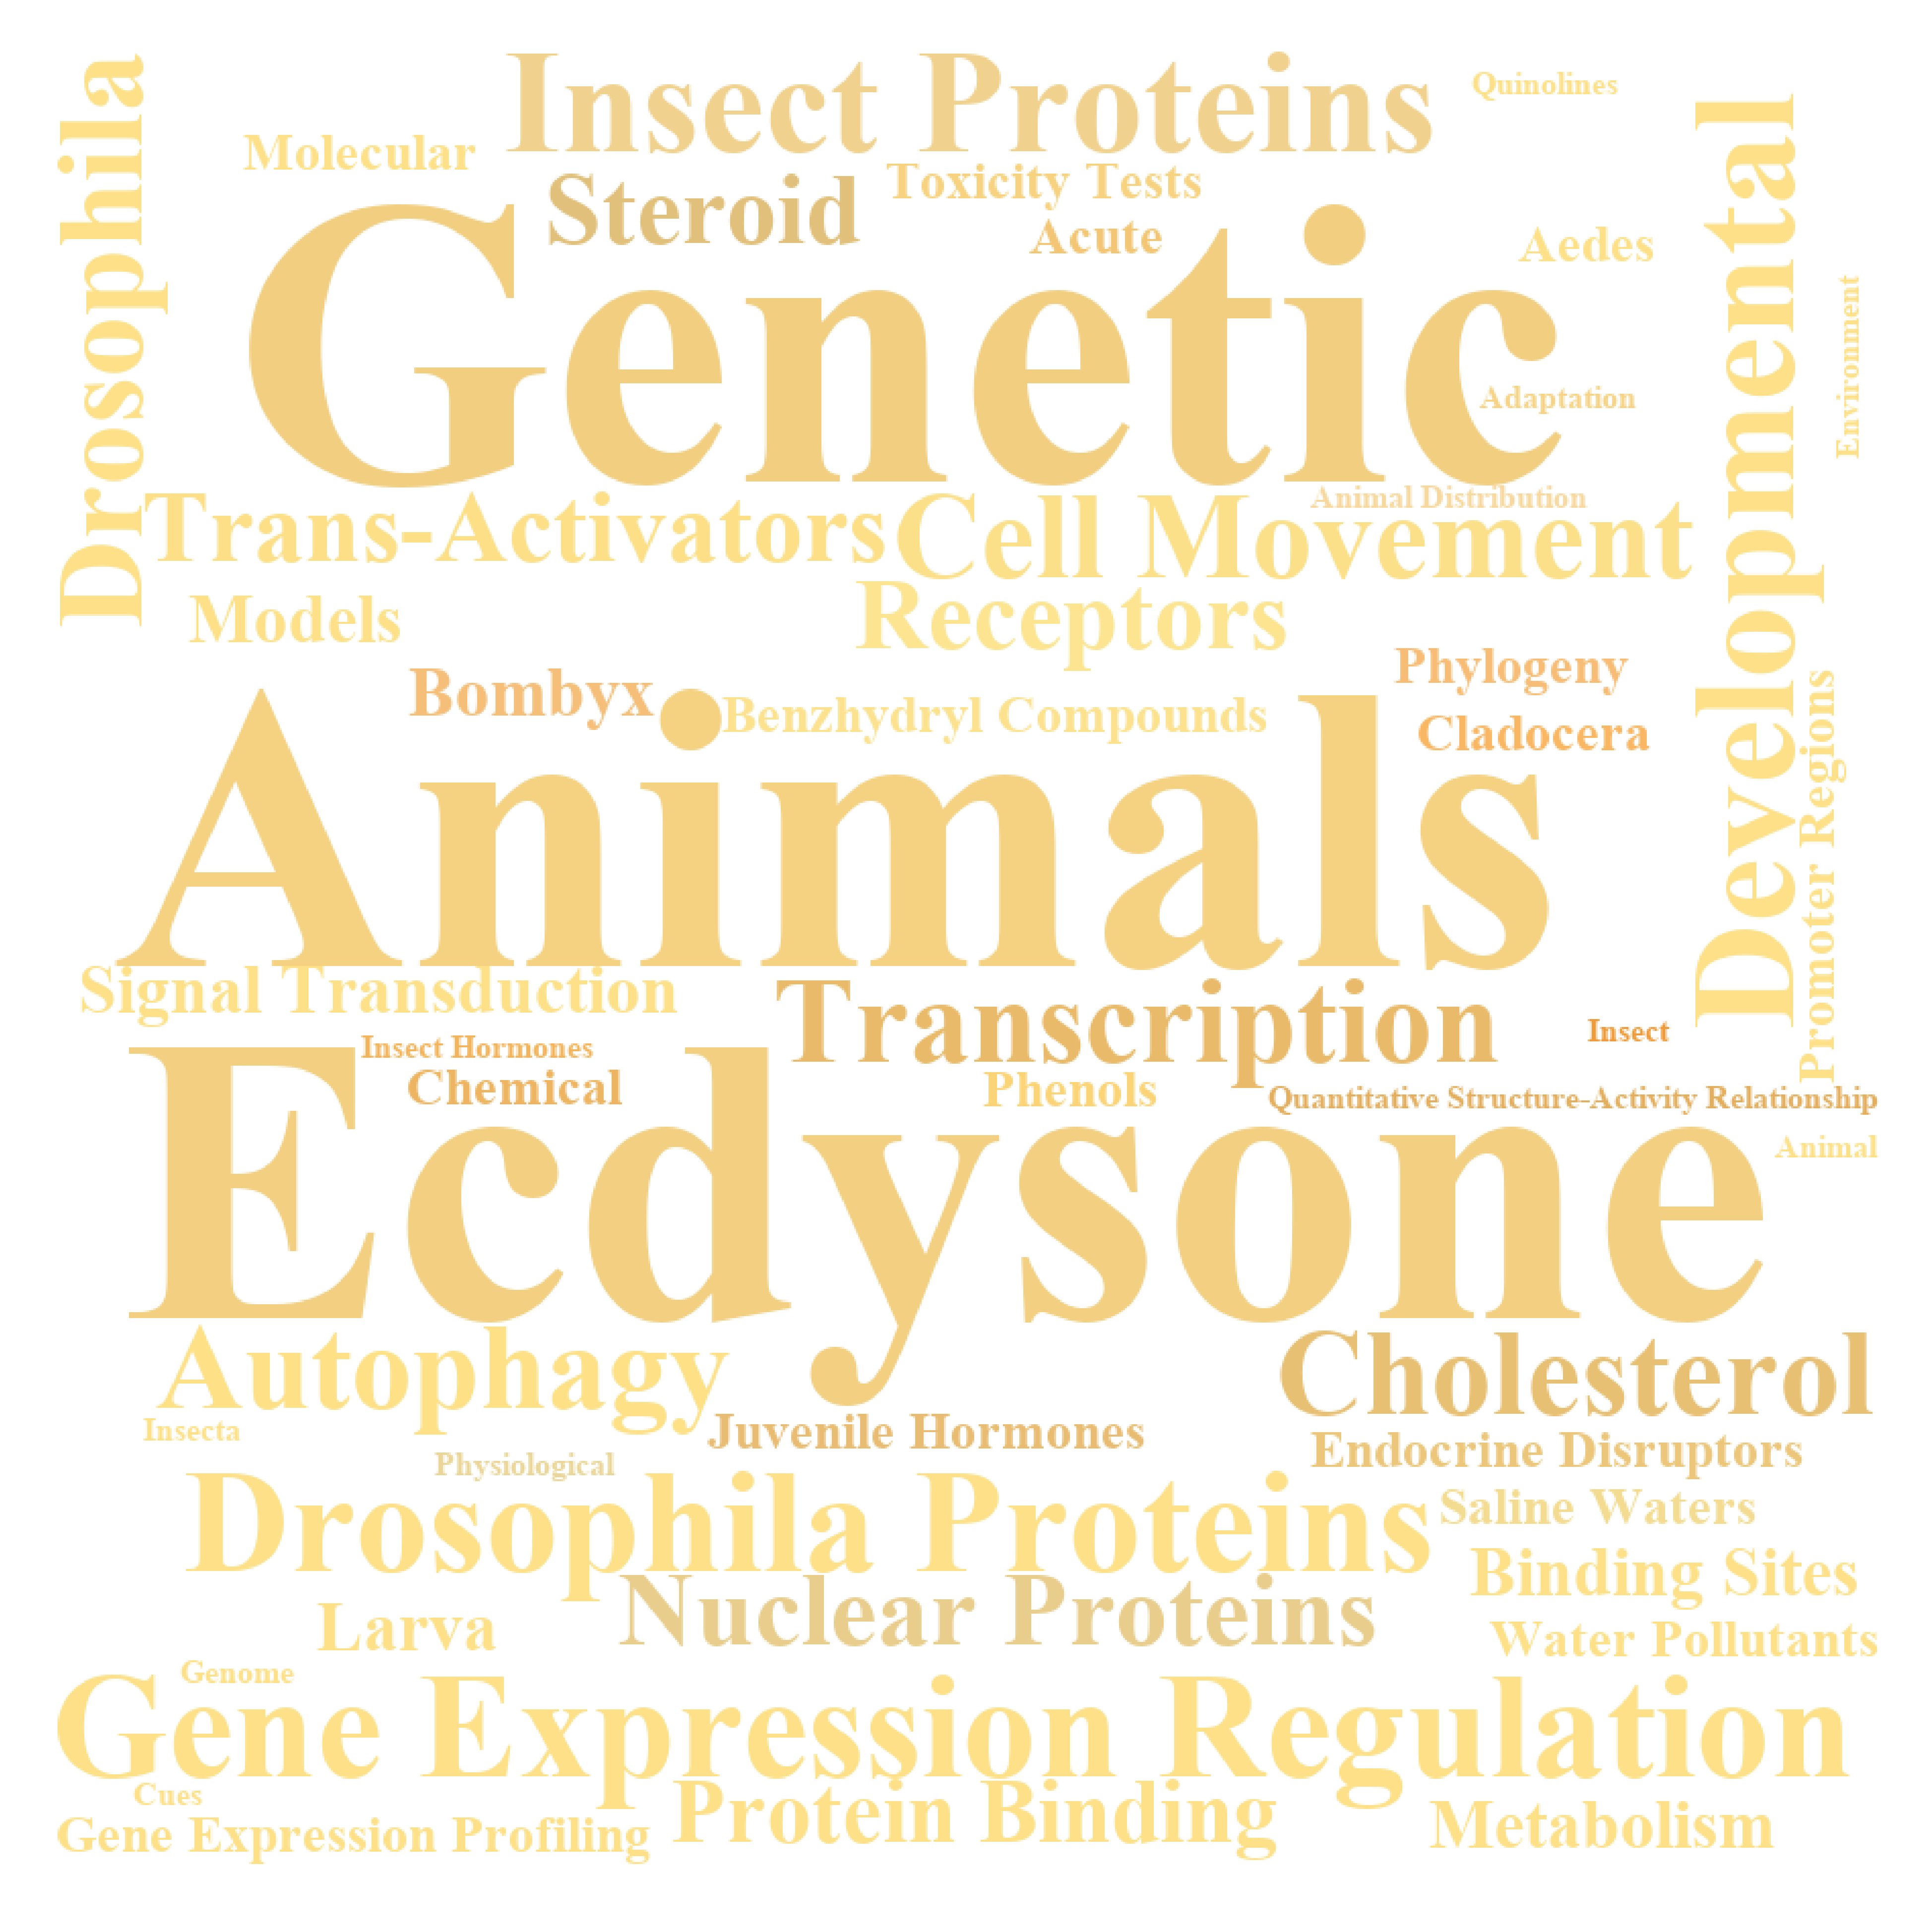 Drosophila
Insect Proteins
Quinolines
Molecular
Steroid
Toxicity Tests
Acute
Aedes
Developmental
Environment
Genetic
Adaptation
Trans-Activators
Cell Movement
Animal Distribution
Models
Receptors
Bombyx
Benzhydryl Compounds
Phylogeny
Cladocera
Promoter Regions
Animals
Signal Transduction
Transcription
Insect
Insect Hormones
Chemical
Phenols
Quantitative Structure-Activity Relationship
Animal
Ecdysone
Autophagy
Cholesterol
Insecta
Juvenile Hormones
Endocrine Disruptors
Physiological
Drosophila Proteins
Saline Waters
Binding Sites
Larva
Nuclear Proteins
Water Pollutants
Genome
Gene Expression Regulation
Cues
Gene Expression Profiling
Protein Binding
Metabolism